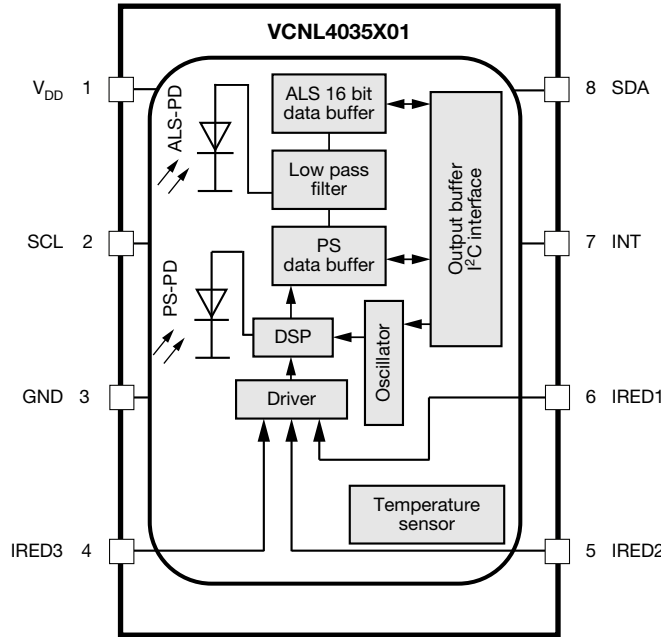 VCNL4035X01
V_DD 1
ALS-PD
ALS 16 bit
data buffer
8 SDA
Low pass
filter
Output buffer
I²C interface
SCL 2
PS-PD
PS
data buffer
7 INT
DSP
Oscillator
GND 3
Driver
6 IRED1
Temperature
sensor
IRED3 4
5 IRED2